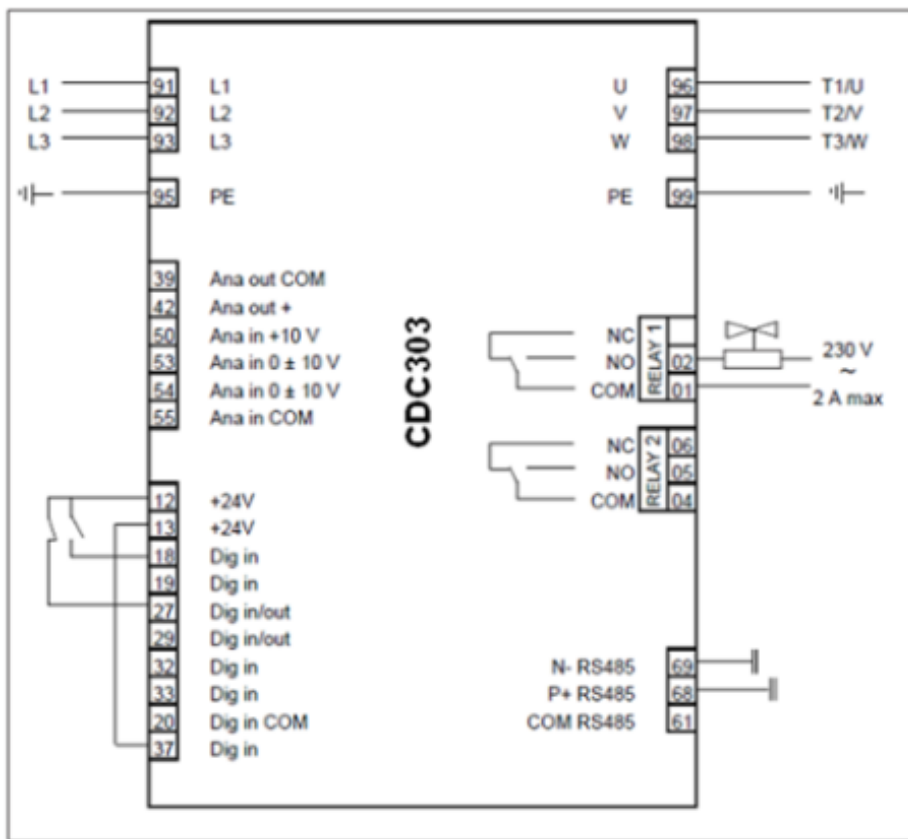 L1 91 L1 U 96 T1/U
L2 92 L2 V 97 T2/V
L3 93 L3 W 98 T3/W
95 PE PE 99
39 Ana out COM
42 Ana out +
50 Ana in +10 V
53 Ana in 0 ± 10 V
54 Ana in 0 ± 10 V
55 Ana in COM
CDC303
RELAY 1
NC
NO 02 230 V
~
COM 01 2 A max
RELAY 2
NC 06
NO 05
COM 04
12 +24V
13 +24V
18 Dig in
19 Dig in
27 Dig in/out
29 Dig in/out
32 Dig in
33 Dig in
20 Dig in COM
37 Dig in
N- RS485 69
P+ RS485 68
COM RS485 61